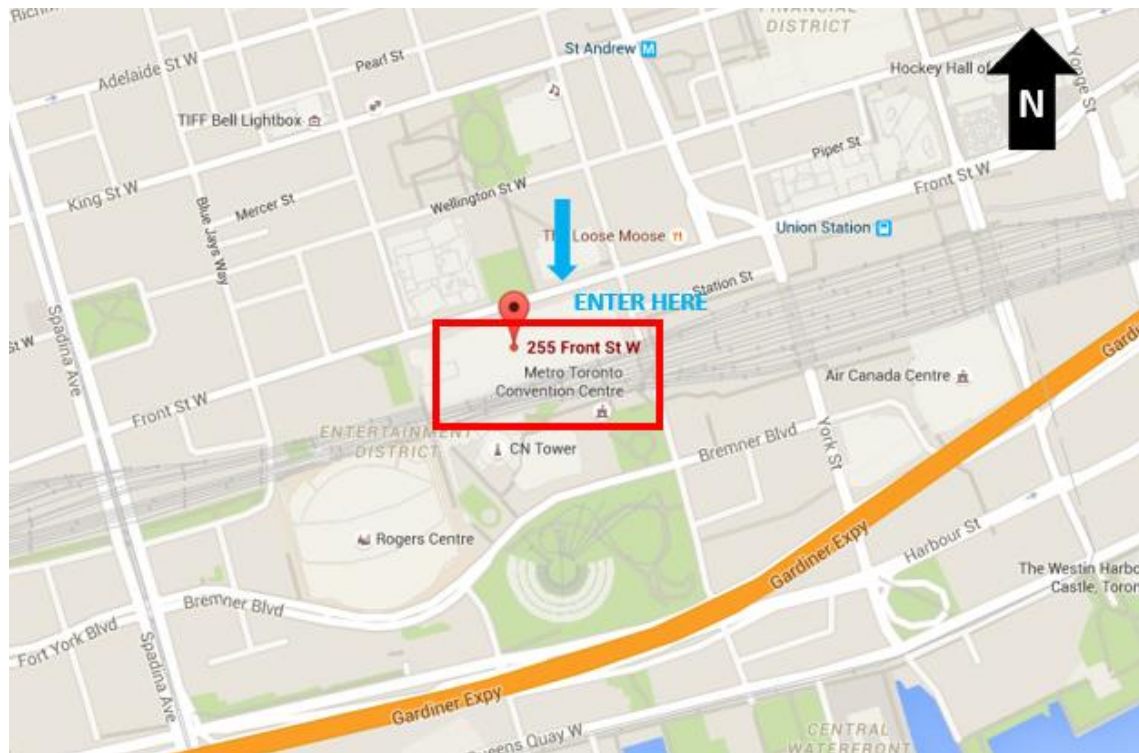 Richm
FINANCIAL
DISTRICT
St Andrew M
Adelaide St W
Pearl St
Hockey Hall of
Yonge St
N
TIFF Bell Lightbox
Piper St
King St W
Mercer St
Blue Jays Way
Wellington St W
Front St W
The Loose Moose
Union Station
Station St
ENTER HERE
Spadina Ave
St W
255 Front St W
Metro Toronto
Convention Centre
Air Canada Centre
Gardi
Front St W
ENTERTAINMENT
DISTRICT
CN Tower
Bremner Blvd
York St
Rogers Centre
Gardiner Expy
Harbour St
The Westin Harbo
Castle, Toron
Bremner Blvd
Fort York Blvd
Spadina Ave
Gardiner Expy
Queens Quay W
CENTRAL
WATERFRONT